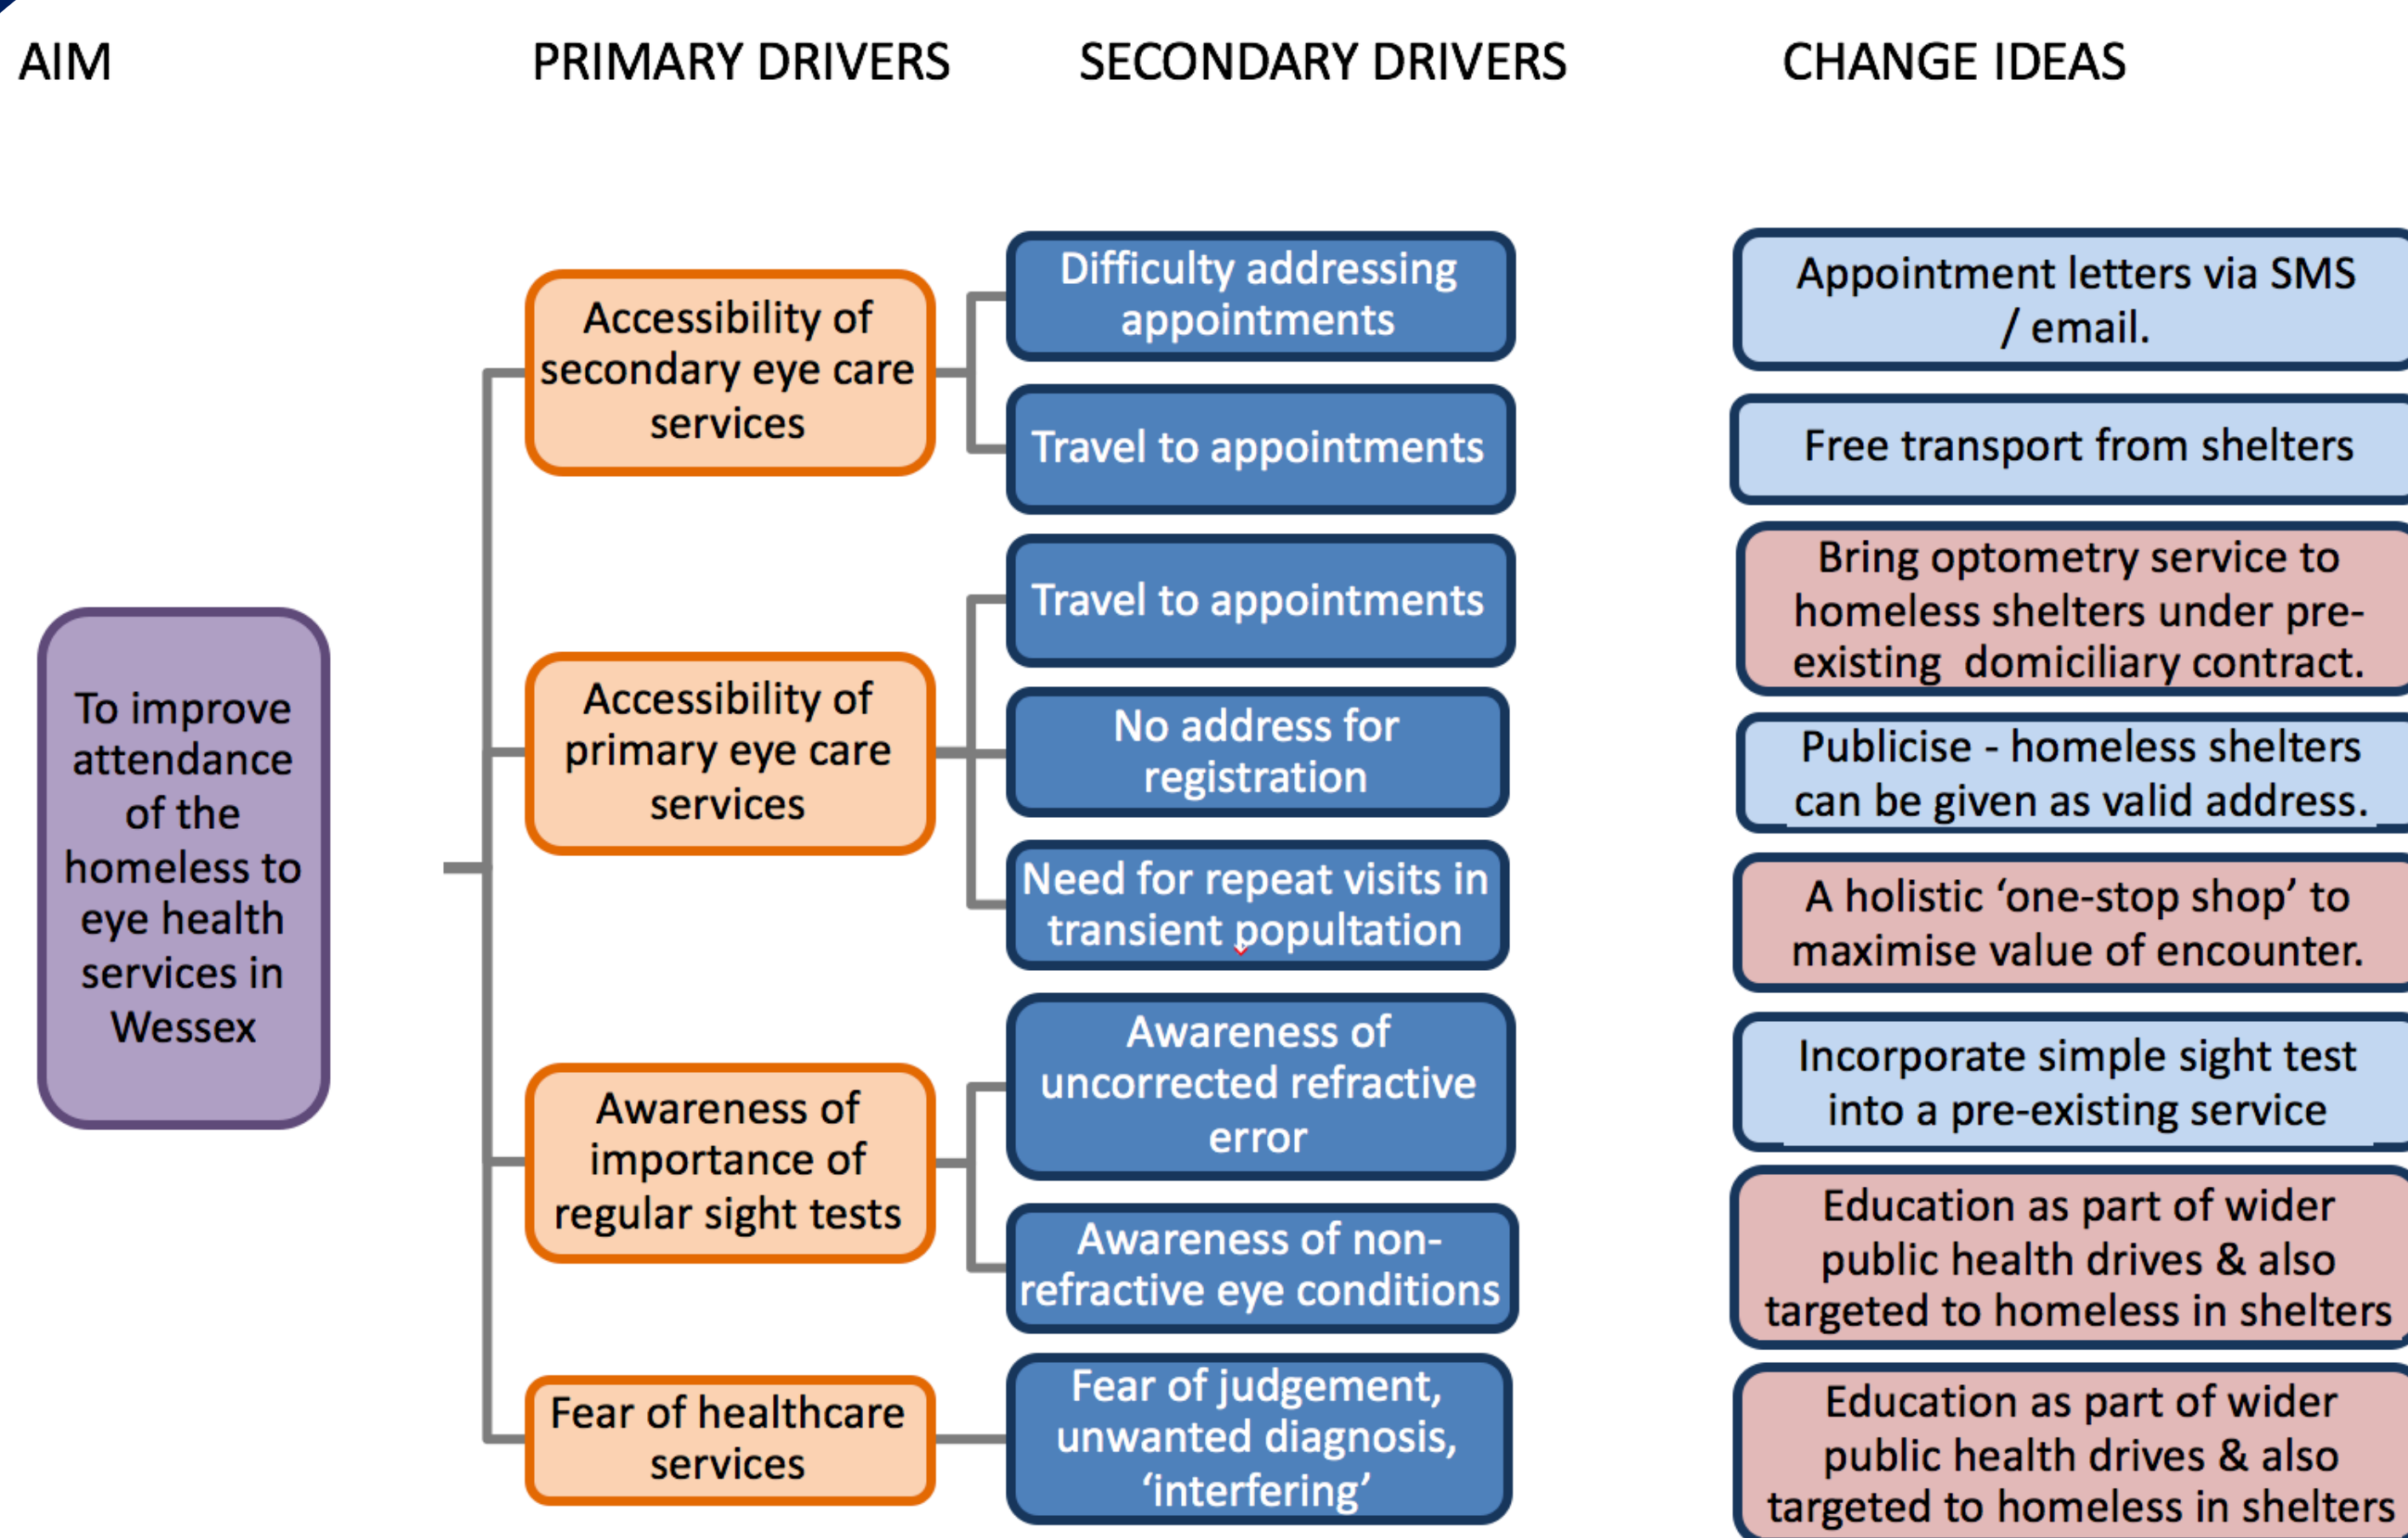 AIM
PRIMARY DRIVERS
SECONDARY DRIVERS
CHANGE IDEAS
To improve
attendance
of the
homeless to
eye health
services in
Wessex
Accessibility of
secondary eye care
services
Accessibility of
primary eye care
services
Awareness of
importance of
regular sight tests
Fear of healthcare
services
Difficulty addressing
appointments
Travel to appointments
Travel to appointments
No address for
registration
Need for repeat visits in
transient popultation
Awareness of
uncorrected refractive
error
Awareness of non-
refractive eye conditions
Fear of judgement,
unwanted diagnosis,
‘interfering’
Appointment letters via SMS
/ email.
Free transport from shelters
Bring optometry service to
homeless shelters under pre-
existing  domiciliary contract.
Publicise - homeless shelters
can be given as valid address.
A holistic ‘one-stop shop’ to
maximise value of encounter.
Incorporate simple sight test
into a pre-existing service
Education as part of wider
public health drives & also
targeted to homeless in shelters
Education as part of wider
public health drives & also
targeted to homeless in shelters